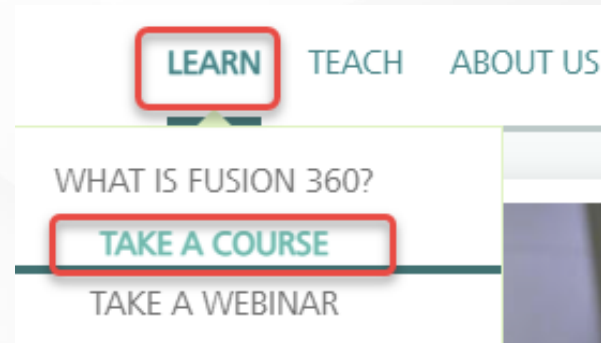 LEARN TEACH ABOUT US
WHAT IS FUSION 360?
TAKE A COURSE
TAKE A WEBINAR